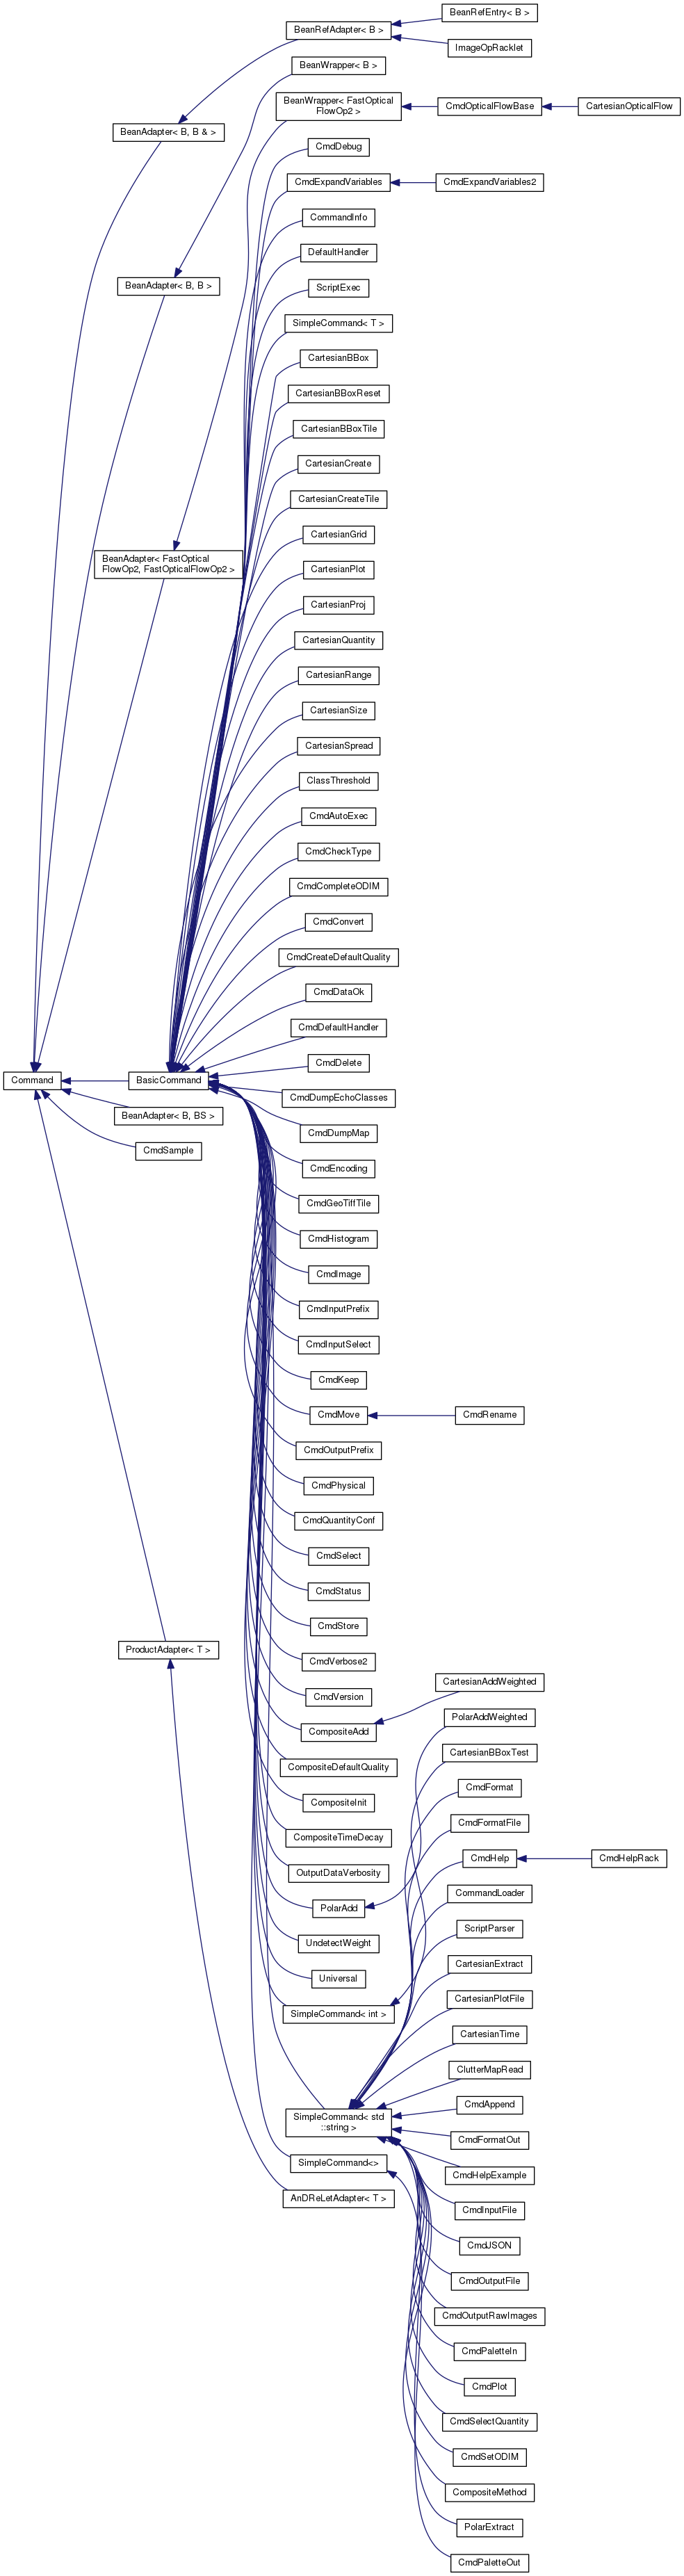 BeanRefEntry< B >
BeanRefAdapter< B >
ImageOpRacklet
BeanWrapper< B >
BeanWrapper< FastOptical
FlowOp2 >
CmdOpticalFlowBase
CartesianOpticalFlow
BeanAdapter< B, B & >
CmdDebug
CmdExpandVariables
CmdExpandVariables2
CommandInfo
DefaultHandler
BeanAdapter< B, B >
ScriptExec
SimpleCommand< T >
CartesianBBox
CartesianBBoxReset
CartesianBBoxTile
CartesianCreate
CartesianCreateTile
CartesianGrid
BeanAdapter< FastOptical
FlowOp2, FastOpticalFlowOp2 >
CartesianPlot
CartesianProj
CartesianQuantity
CartesianRange
CartesianSize
CartesianSpread
ClassThreshold
CmdAutoExec
CmdCheckType
CmdCompleteODIM
CmdConvert
CmdCreateDefaultQuality
CmdDataOk
CmdDefaultHandler
CmdDelete
Command
BasicCommand
CmdDumpEchoClasses
BeanAdapter< B, BS >
CmdDumpMap
CmdSample
CmdEncoding
CmdGeoTiffTile
CmdHistogram
CmdImage
CmdInputPrefix
CmdInputSelect
CmdKeep
CmdMove
CmdRename
CmdOutputPrefix
CmdPhysical
CmdQuantityConf
CmdSelect
CmdStatus
CmdStore
ProductAdapter< T >
CmdVerbose2
CartesianAddWeighted
CmdVersion
PolarAddWeighted
CompositeAdd
CartesianBBoxTest
CompositeDefaultQuality
CmdFormat
CompositeInit
CmdFormatFile
CompositeTimeDecay
CmdHelp
CmdHelpRack
OutputDataVerbosity
CommandLoader
PolarAdd
ScriptParser
UndetectWeight
CartesianExtract
Universal
CartesianPlotFile
SimpleCommand< int >
CartesianTime
ClutterMapRead
CmdAppend
SimpleCommand< std
::string >
CmdFormatOut
SimpleCommand<>
CmdHelpExample
AnDReLetAdapter< T >
CmdInputFile
CmdJSON
CmdOutputFile
CmdOutputRawImages
CmdPaletteIn
CmdPlot
CmdSelectQuantity
CmdSetODIM
CompositeMethod
PolarExtract
CmdPaletteOut